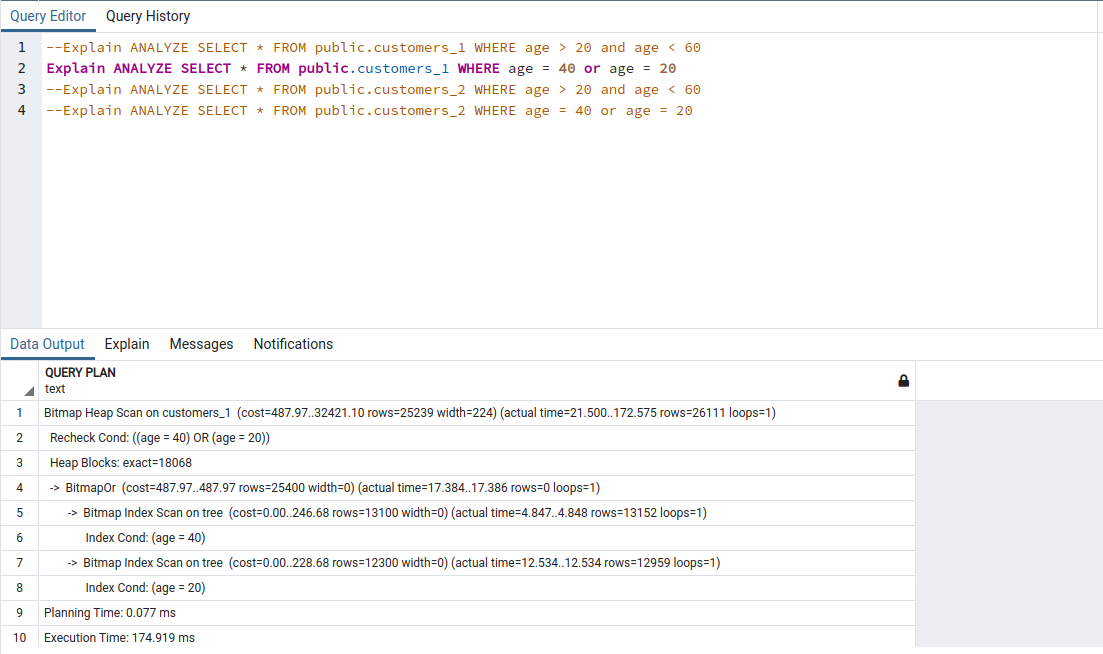 Query Editor Query History
1 --Explain ANALYZE SELECT * FROM public.customers_1 WHERE age > 20 and age < 60
2 Explain ANALYZE SELECT * FROM public.customers_1 WHERE age = 40 or age = 20
3 --Explain ANALYZE SELECT * FROM public.customers_2 WHERE age > 20 and age < 60
4 --Explain ANALYZE SELECT * FROM public.customers_2 WHERE age = 40 or age = 20
Data Output Explain Messages Notifications
QUERY PLAN
text
1 Bitmap Heap Scan on customers_1 (cost=487.97..32421.10 rows=25239 width=224) (actual time=21.500..172.575 rows=26111 loops=1)
2 Recheck Cond: ((age = 40) OR (age = 20))
3 Heap Blocks: exact=18068
4 -> BitmapOr (cost=487.97..487.97 rows=25400 width=0) (actual time=17.384..17.386 rows=0 loops=1)
5 -> Bitmap Index Scan on tree (cost=0.00..246.68 rows=13100 width=0) (actual time=4.847..4.848 rows=13152 loops=1)
6 Index Cond: (age = 40)
7 -> Bitmap Index Scan on tree (cost=0.00..228.68 rows=12300 width=0) (actual time=12.534..12.534 rows=12959 loops=1)
8 Index Cond: (age = 20)
9 Planning Time: 0.077 ms
10 Execution Time: 174.919 ms